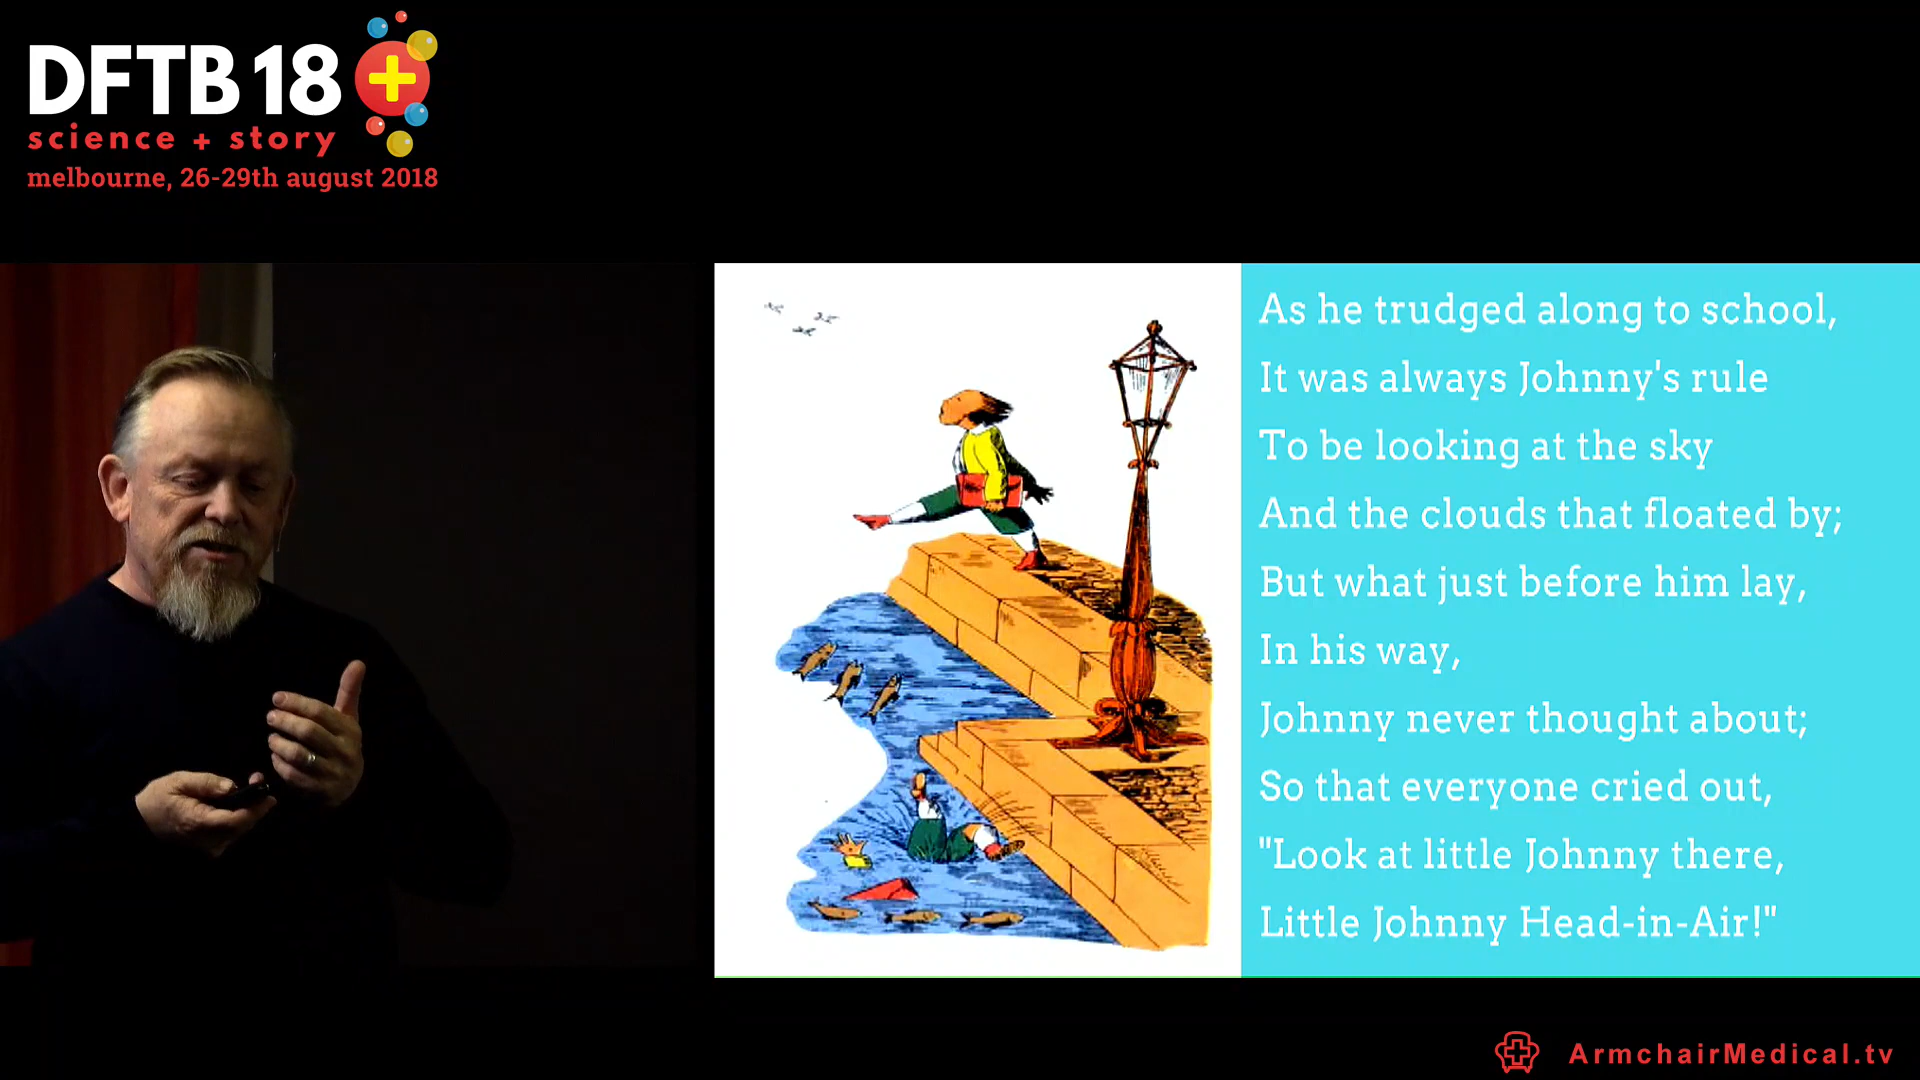 DFTB 18
science + story
melbourne, 26-29th august 2018
As he trudged along to school,
It was always Johnny's rule
To be looking at the sky
And the clouds that floated by;
But what just before him lay,
In his way,
Johnny never thought about;
So that everyone cried out,
"Look at little Johnny there,
Little Johnny Head-in-Air!"
ArmchairMedical.tv